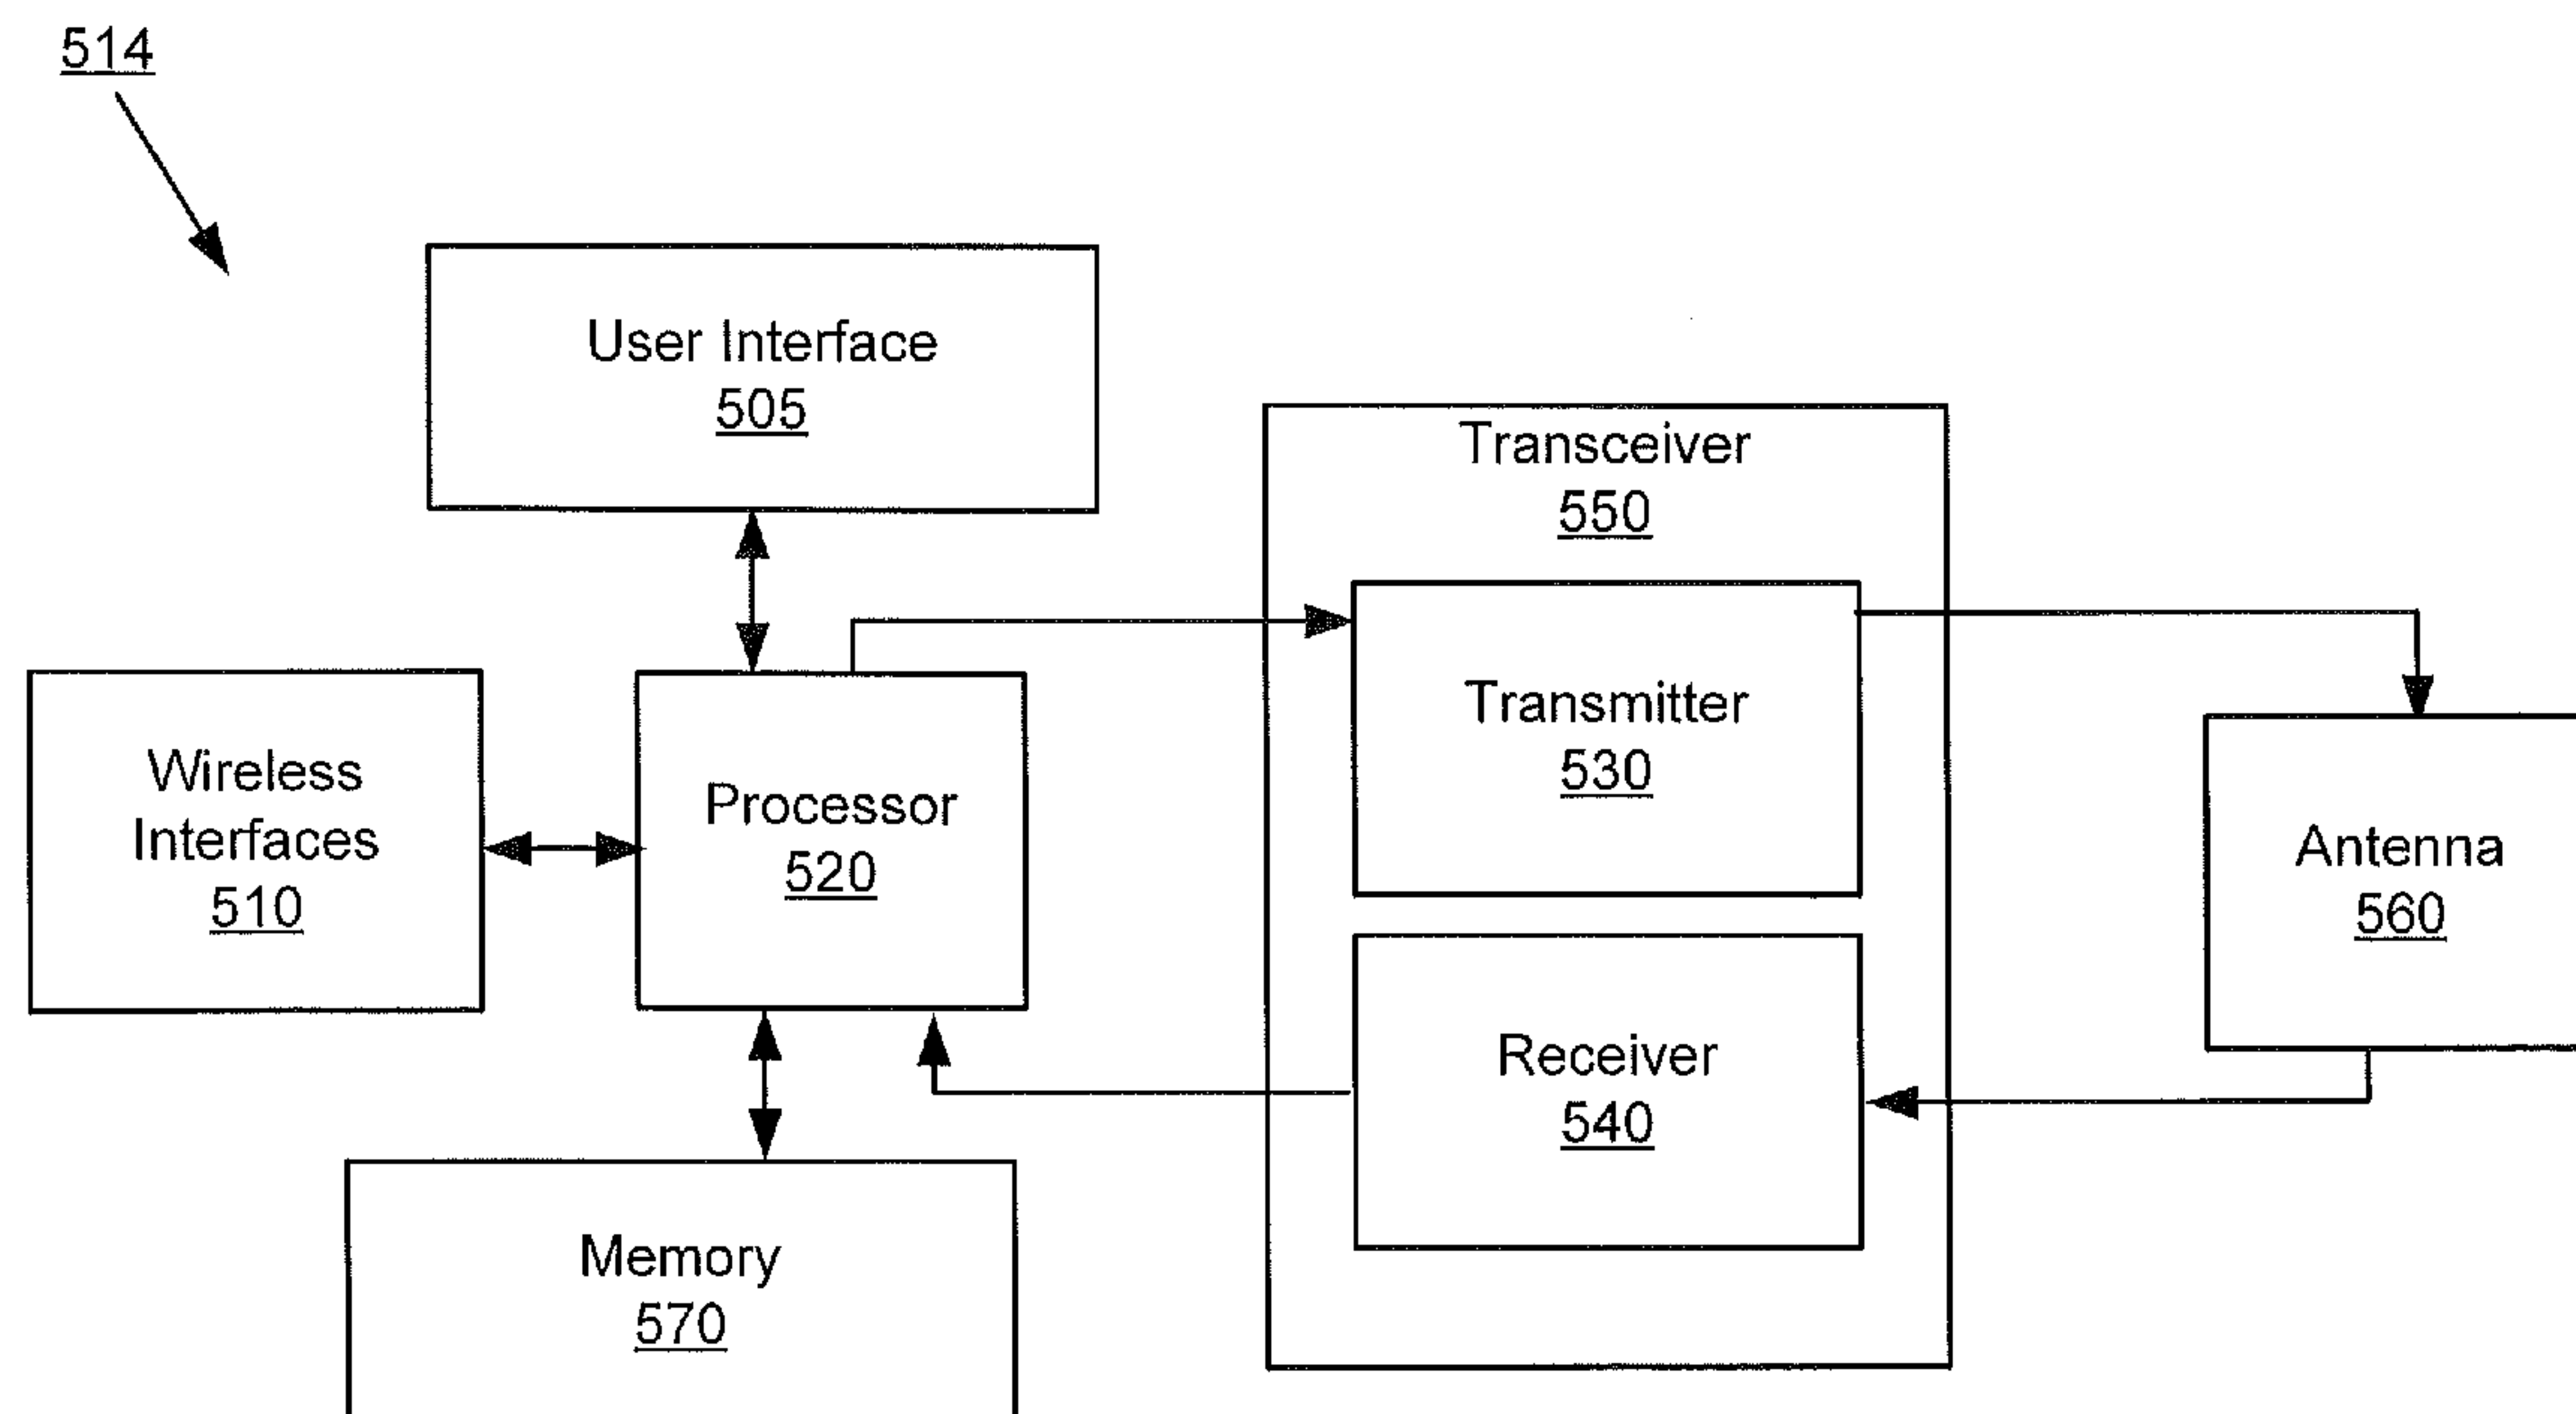 514
User Interface
505
Transceiver
550
Transmitter
530
Wireless
Interfaces
510
Processor
520
Antenna
560
Receiver
540
Memory
570